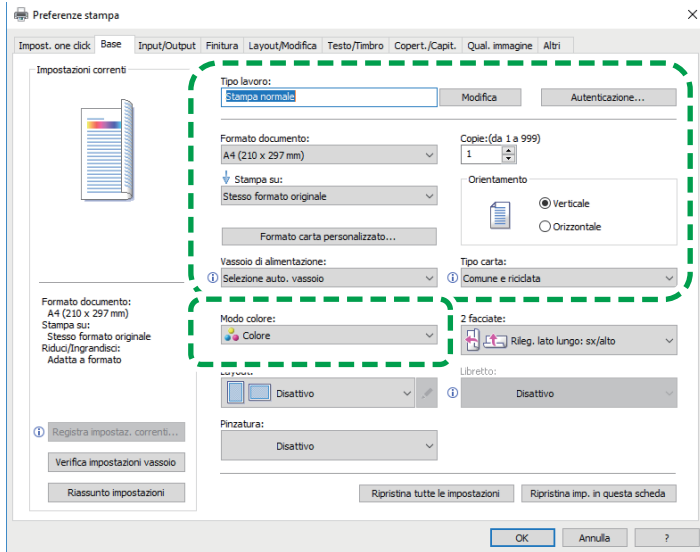 Preferenze stampa
Impost. one click Base Input/Output Finitura Layout/Modifica Testo/Timbro Copert./Capit. Qual. immagine Altri
Impostazioni correnti
Formato documento:
A4 (210 x 297 mm)
Stampa su:
Stesso formato originale
Riduci/Ingrandisci:
Adatta a formato
Registra impostaz. correnti...
Verifica impostazioni vassoio
Riassunto impostazioni
Tipo lavoro:
Stampa normale Modifica Autenticazione...
Formato documento:
A4 (210 x 297 mm)
Stampa su:
Stesso formato originale
Formato carta personalizzato...
Copie:(da 1 a 999)
1
Orientamento
Verticale
Orizzontale
Vassoio di alimentazione:
Selezione auto. vassoio
Tipo carta:
Comune e riciclata
Modo colore:
Colore
2 facciate:
Rileg. lato lungo: sx/alto
Layout:
Disattivo
Libretto:
Disattivo
Pinzatura:
Disattivo
Ripristina tutte le impostazioni Ripristina imp. in questa scheda
OK Annulla ?